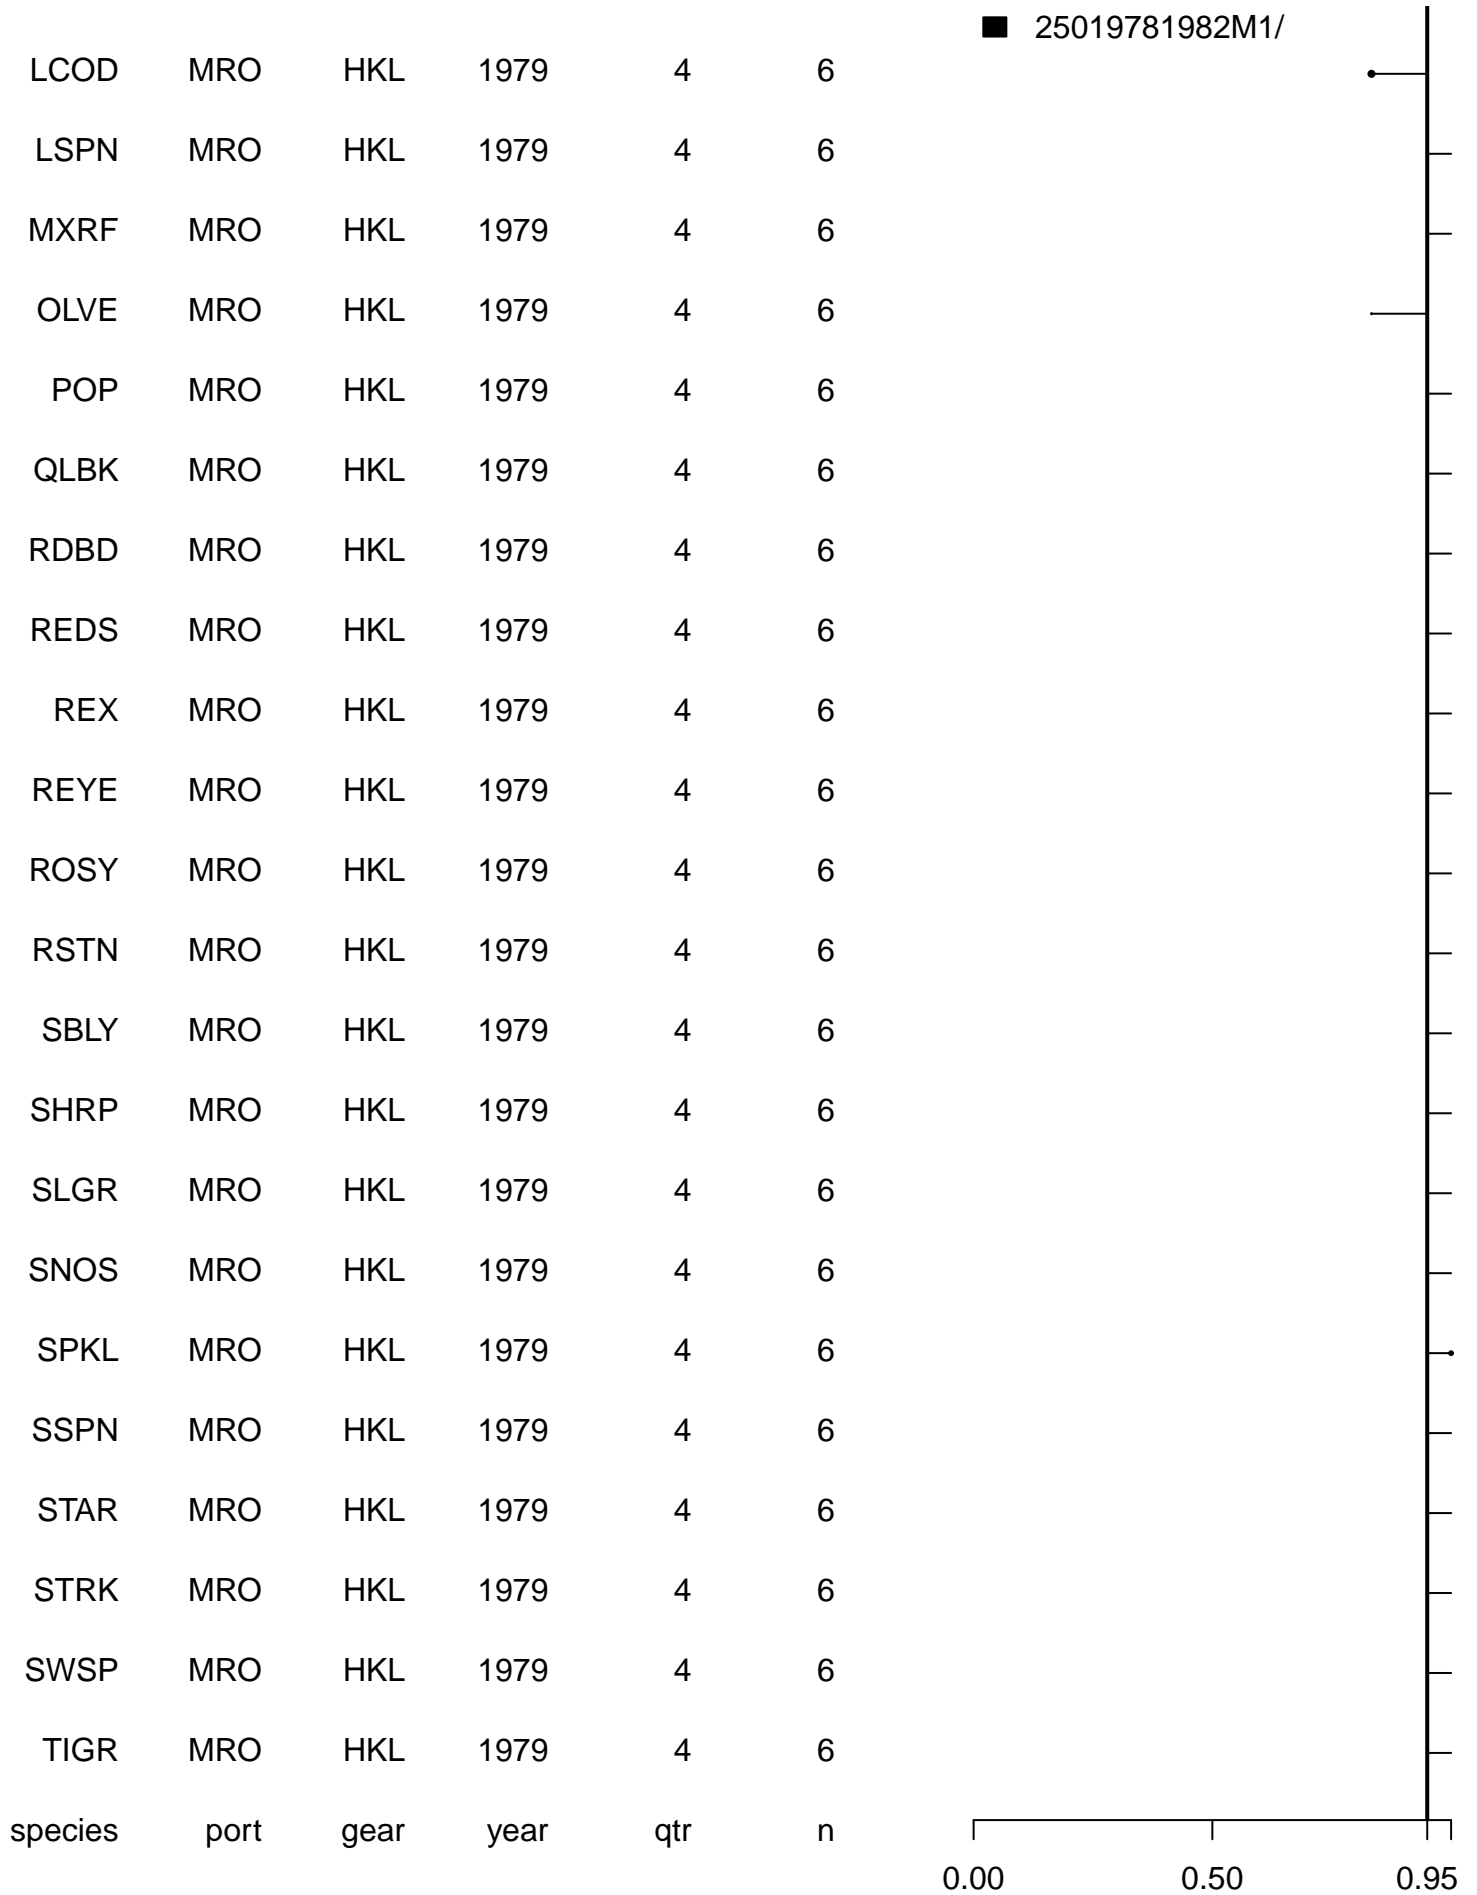 25019781982M1/
LCOD MRO HKL 1979 4 6
LSPN MRO HKL 1979 4 6
MXRF MRO HKL 1979 4 6
OLVE MRO HKL 1979 4 6
POP MRO HKL 1979 4 6
QLBK MRO HKL 1979 4 6
RDBD MRO HKL 1979 4 6
REDS MRO HKL 1979 4 6
REX MRO HKL 1979 4 6
REYE MRO HKL 1979 4 6
ROSY MRO HKL 1979 4 6
RSTN MRO HKL 1979 4 6
SBLY MRO HKL 1979 4 6
SHRP MRO HKL 1979 4 6
SLGR MRO HKL 1979 4 6
SNOS MRO HKL 1979 4 6
SPKL MRO HKL 1979 4 6
SSPN MRO HKL 1979 4 6
STAR MRO HKL 1979 4 6
STRK MRO HKL 1979 4 6
SWSP MRO HKL 1979 4 6
TIGR MRO HKL 1979 4 6
species port gear year qtr n
0.00 0.50 0.95